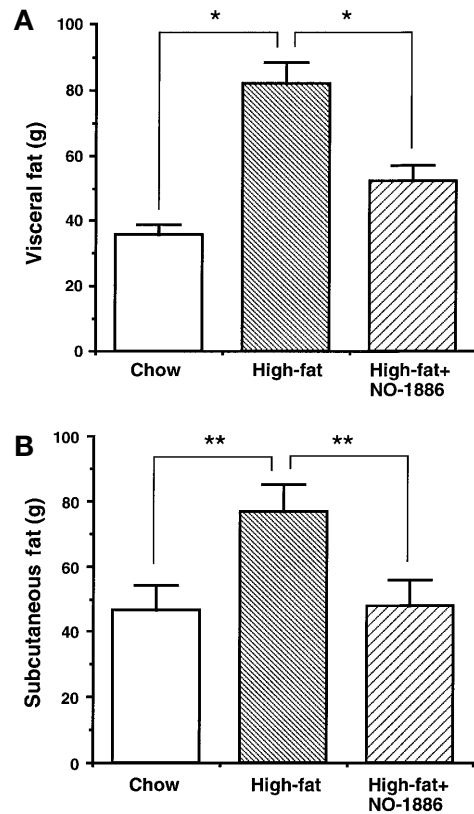 A
* *
Visceral fat (g)
100
80
60
40
20
0
Chow High-fat High-fat+
NO-1886
B
** **
Subcutaneous fat (g)
100
80
60
40
20
0
Chow High-fat High-fat+
NO-1886